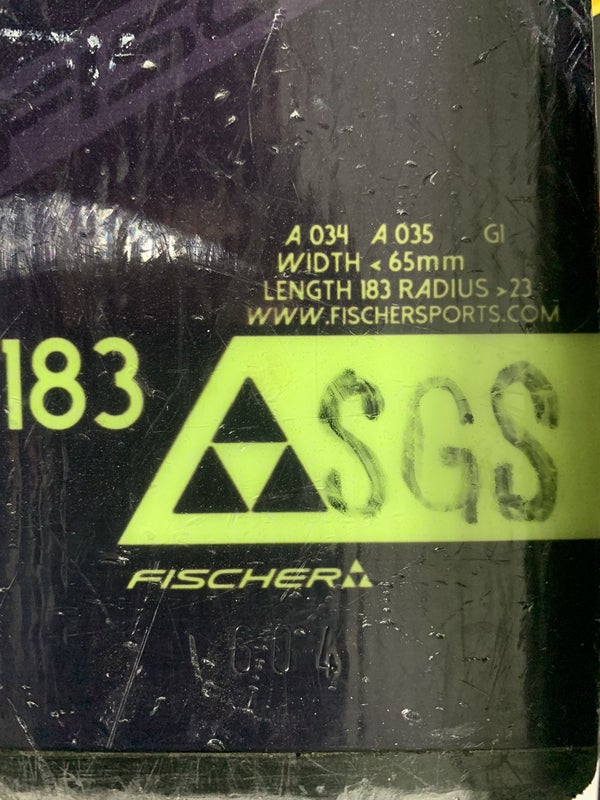 A 034 A 035 GI
WIDTH < 65mm
LENGTH 183 RADIUS >23
WWW.FISCHERSPORTS.COM
183
SGS
FISCHER
604